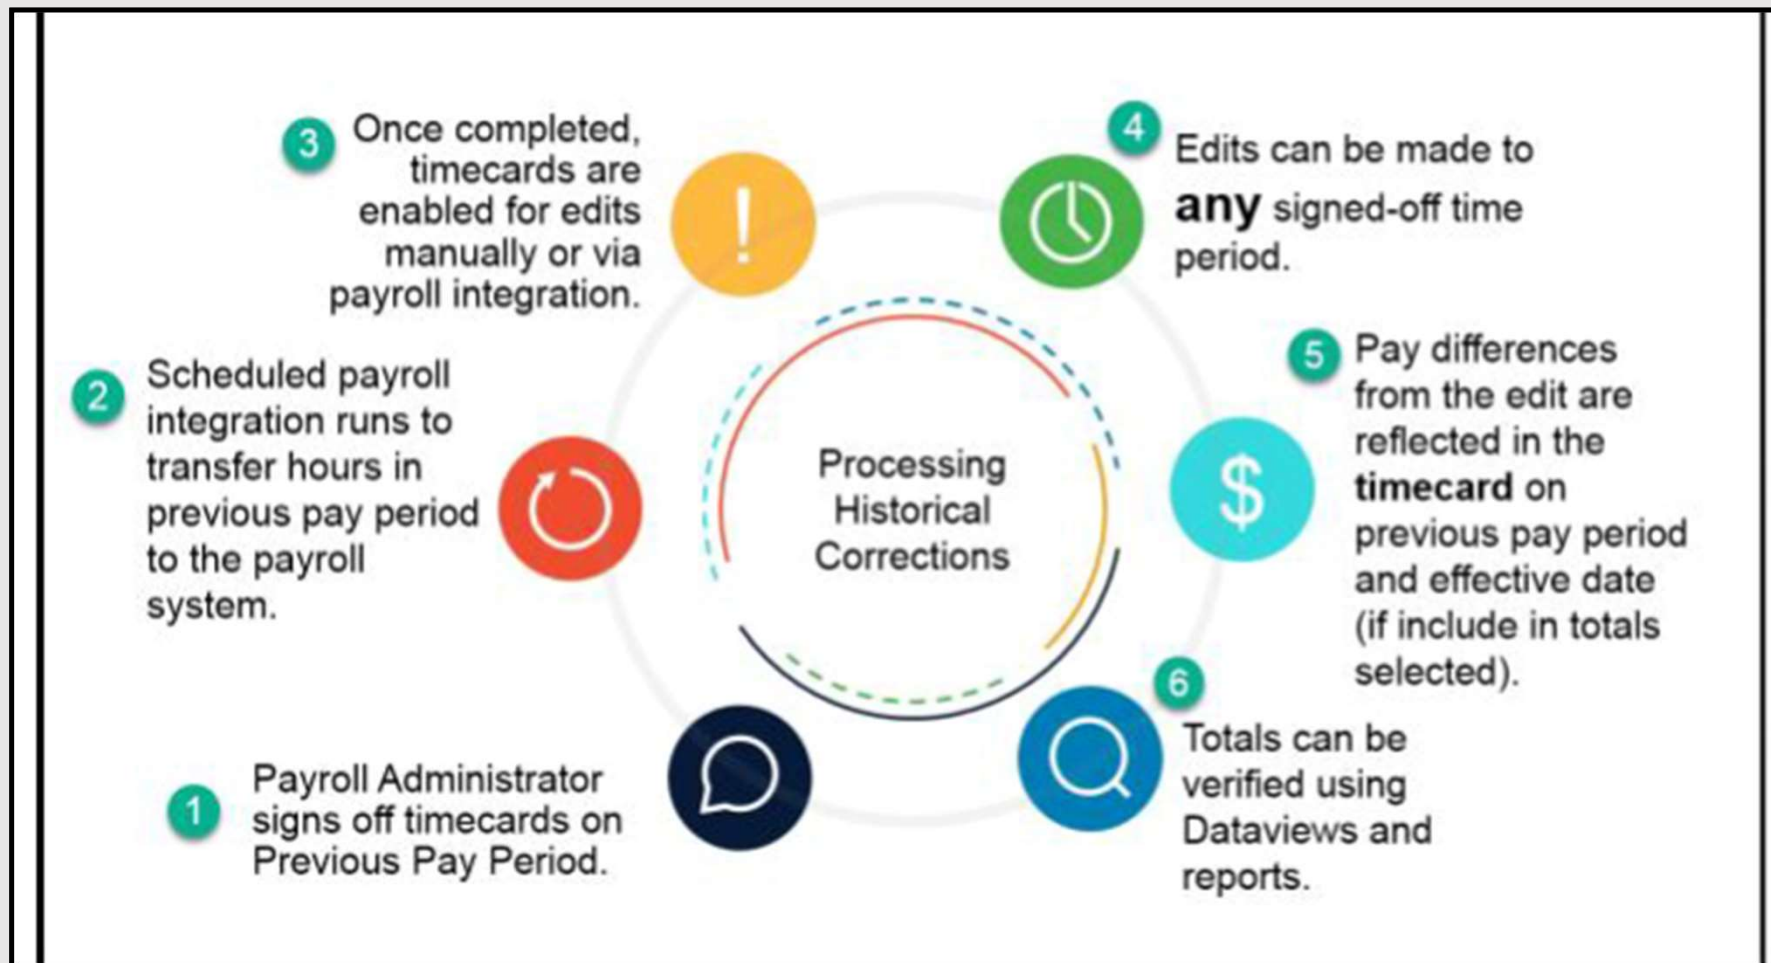 1
Payroll Administrator
signs off timecards on
Previous Pay Period.
2
Scheduled payroll
integration runs to
transfer hours in
previous pay period
to the payroll
system.
3
Once completed,
timecards are
enabled for edits
manually or via
payroll integration.
4
Edits can be made to
any signed-off time
period.
5
Pay differences
from the edit are
reflected in the
timecard on
previous pay period
and effective date
(if include in totals
selected).
6
Totals can be
verified using
Dataviews and
reports.
Processing
Historical
Corrections
!
$